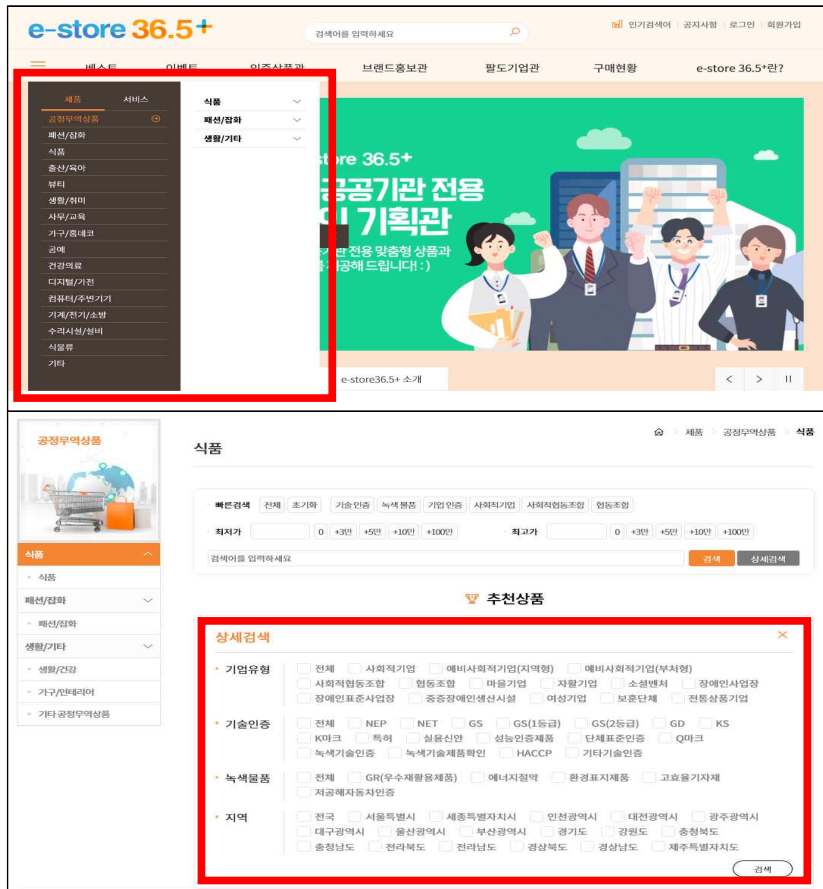 e-store 36.5+
검색어를 입력하세요
인기검색어 공지사항 로그인 회원가입
베스트 이벤트 인증상품관 브랜드홍보관 팔도기업관 구매현황 e-store 36.5+란?
제품 서비스
공정무역상품
패션/잡화
식품
출산/육아
뷰티
생활/취미
사무/교육
가구/홈데코
공예
건강의료
디지털/가전
컴퓨터/주변기기
기계/전기/소방
수리시설/설비
식물류
기타
식품
패션/잡화
생활/기타
store 36.5+
공공기관 전용
기획관
관 전용 맞춤형 상품과
제공해 드립니다! : )
e-store36.5+ 소개
< > II
공정무역상품
식품
식품
패션/잡화
패션/잡화
생활/기타
생활/건강
가구/인테리어
기타 공정무역상품
제품 공정무역상품 식품
식품
빠른검색 전체 초기화 기술인증 녹색물품 기업인증 사회적기업 사회적협동조합 협동조합
최저가 0 +3만 +5만 +10만 +100만 최고가 0 +3만 +5만 +10만 +100만
검색어를 입력하세요 검색 상세검색
추천상품
상세검색
기업유형 전체 사회적기업 예비사회적기업(지역형) 예비사회적기업(부처형)
사회적협동조합 협동조합 마을기업 자활기업 소셜벤처 장애인사업장
장애인표준사업장 중증장애인생산시설 여성기업 보훈단체 전통상품기업
기술인증 전체 NEP NET GS GS(1등급) GS(2등급) GD KS
K마크 특허 실용신안 성능인증제품 단체표준인증 Q마크
녹색기술인증 녹색기술제품확인 HACCP 기타기술인증
녹색물품 전체 GR(우수재활용제품) 에너지절약 환경표지제품 고효율기자재
저공해자동차인증
지역 전국 서울특별시 세종특별자치시 인천광역시 대전광역시 광주광역시
대구광역시 울산광역시 부산광역시 경기도 강원도 충청북도
충청남도 전라북도 전라남도 경상북도 경상남도 제주특별자치도
검색